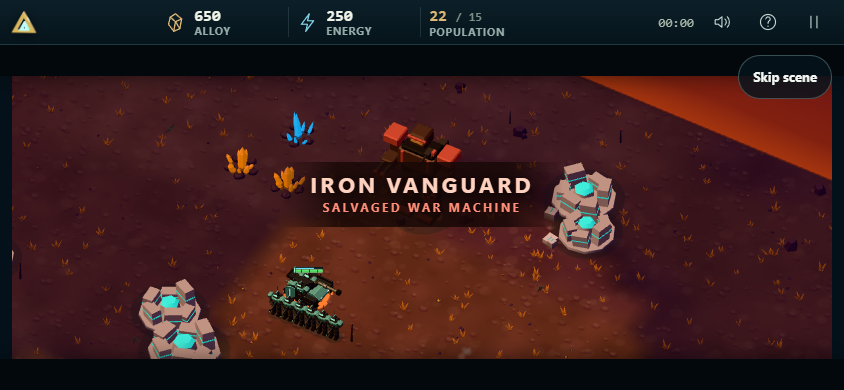 650
ALLOY
250
ENERGY
22 / 15
POPULATION
00:00
Skip scene
IRON VANGUARD
SALVAGED WAR MACHINE